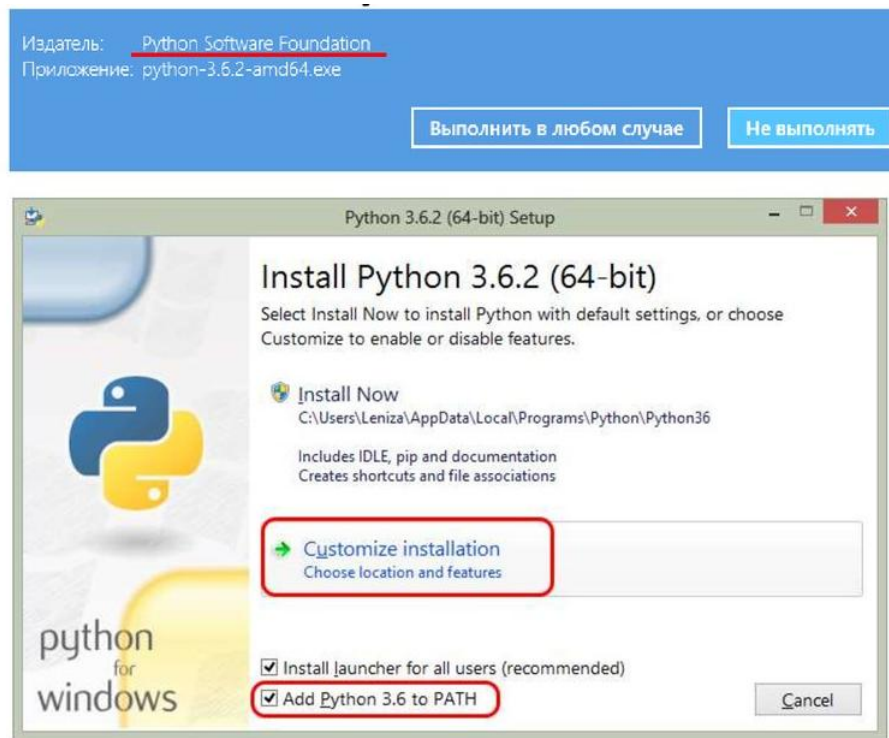 Издатель: Python Software Foundation
Приложение: python-3.6.2-amd64.exe
Выполнить в любом случае Не выполнять
Python 3.6.2 (64-bit) Setup
Install Python 3.6.2 (64-bit)
Select Install Now to install Python with default settings, or choose
Customize to enable or disable features.
Install Now
C:\Users\Leniza\AppData\Local\Programs\Python\Python36
Includes IDLE, pip and documentation
Creates shortcuts and file associations
Customize installation
Choose location and features
python
for
windows
Install launcher for all users (recommended)
Add Python 3.6 to PATH
Cancel